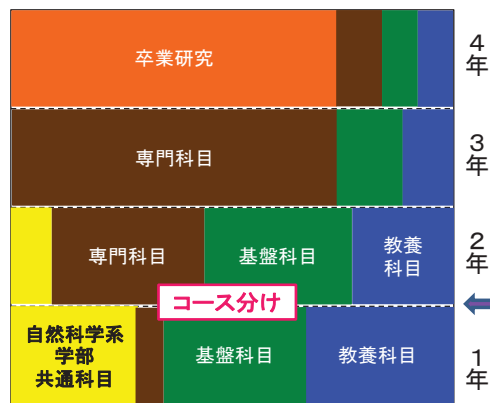 卒業研究
4年
専門科目
3年
専門科目
基盤科目
教養
科目
2年
コース分け
自然科学系
学部
共通科目
基盤科目
教養科目
1年